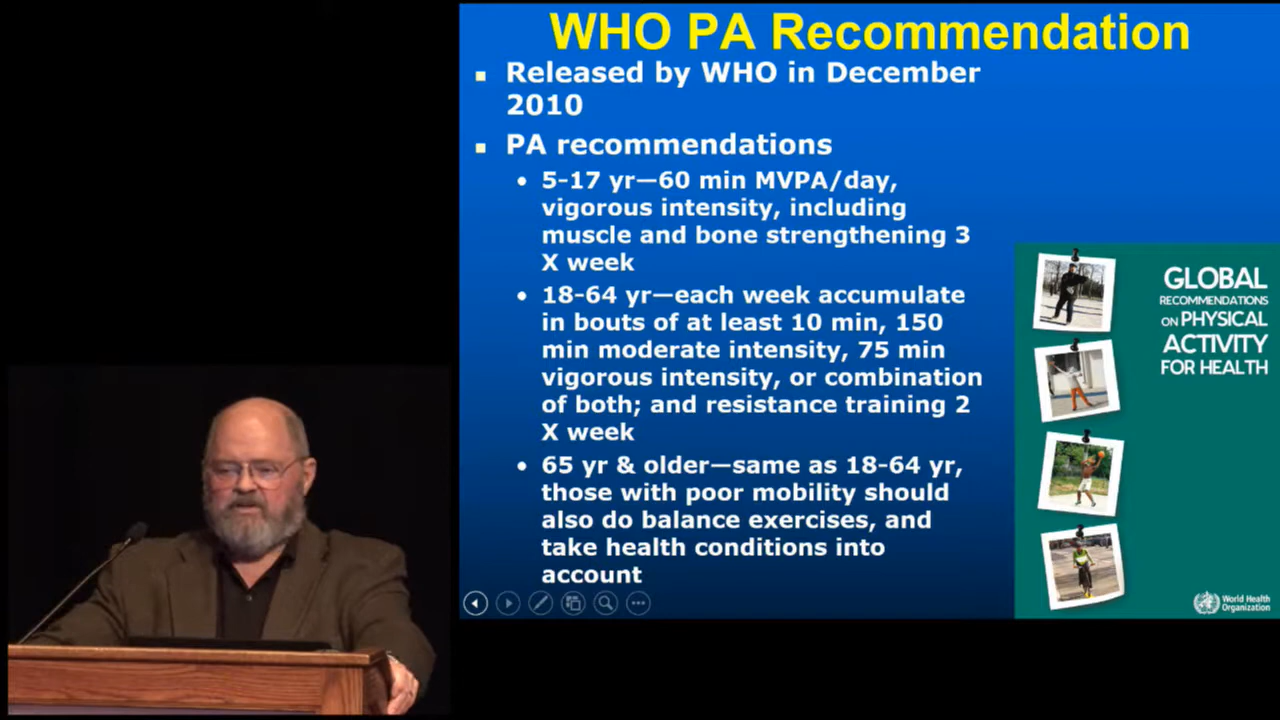 WHO PA Recommendation
▪ Released by WHO in December
2010
▪ PA recommendations
• 5-17 yr—60 min MVPA/day,
vigorous intensity, including
muscle and bone strengthening 3
X week
• 18-64 yr—each week accumulate
in bouts of at least 10 min, 150
min moderate intensity, 75 min
vigorous intensity, or combination
of both; and resistance training 2
X week
• 65 yr & older—same as 18-64 yr,
those with poor mobility should
also do balance exercises, and
take health conditions into
account
GLOBAL
RECOMMENDATIONS
ON PHYSICAL
ACTIVITY
FOR HEALTH
World Health
Organization